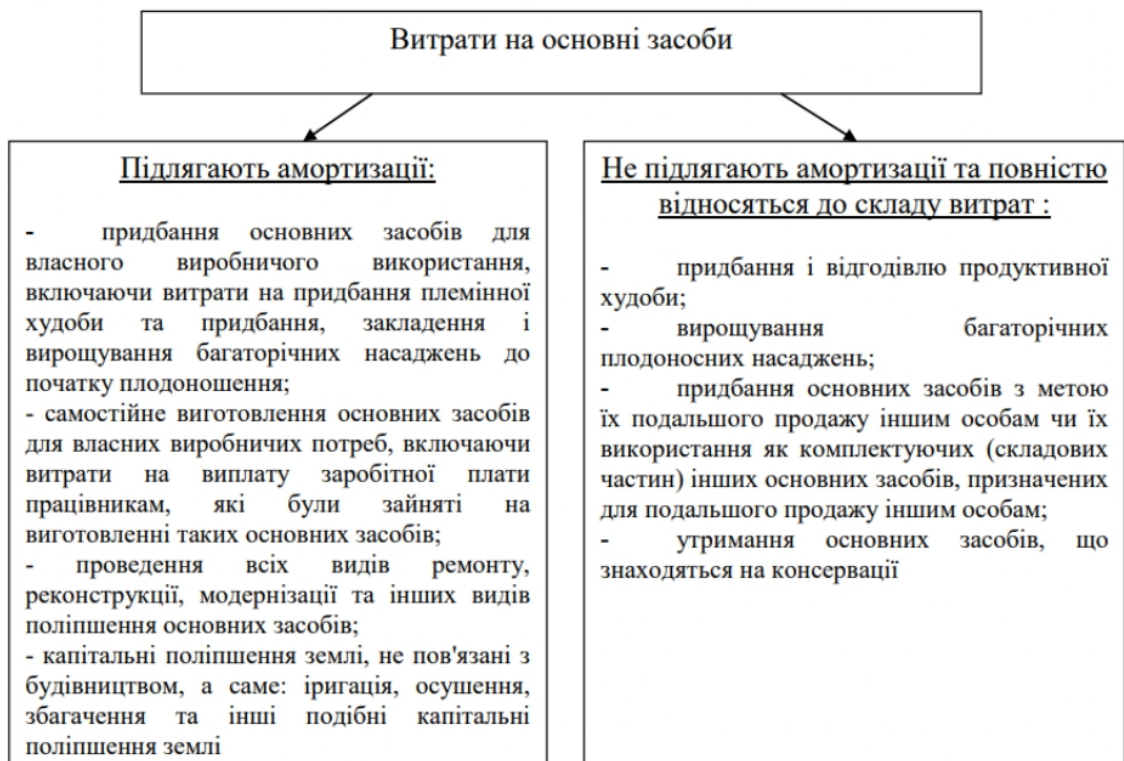 Витрати на основні засоби
Підлягають амортизації:
- придбання основних засобів для
власного виробничого використання,
включаючи витрати на придбання племінної
худоби та придбання, закладення і
вирощування багаторічних насаджень до
початку плодоношення;
- самостійне виготовлення основних засобів
для власних виробничих потреб, включаючи
витрати на виплату заробітної плати
працівникам, які були зайняті на
виготовленні таких основних засобів;
- проведення всіх видів ремонту,
реконструкції, модернізації та інших видів
поліпшення основних засобів;
- капітальні поліпшення землі, не пов'язані з
будівництвом, а саме: іригація, осушення,
збагачення та інші подібні капітальні
поліпшення землі
Не підлягають амортизації та повністю
відносяться до складу витрат :
- придбання і відгодівлю продуктивної
худоби;
- вирощування багаторічних
плодоносних насаджень;
- придбання основних засобів з метою
їх подальшого продажу іншим особам чи їх
використання як комплектуючих (складових
частин) інших основних засобів, призначених
для подальшого продажу іншим особам;
- утримання основних засобів, що
знаходяться на консервації